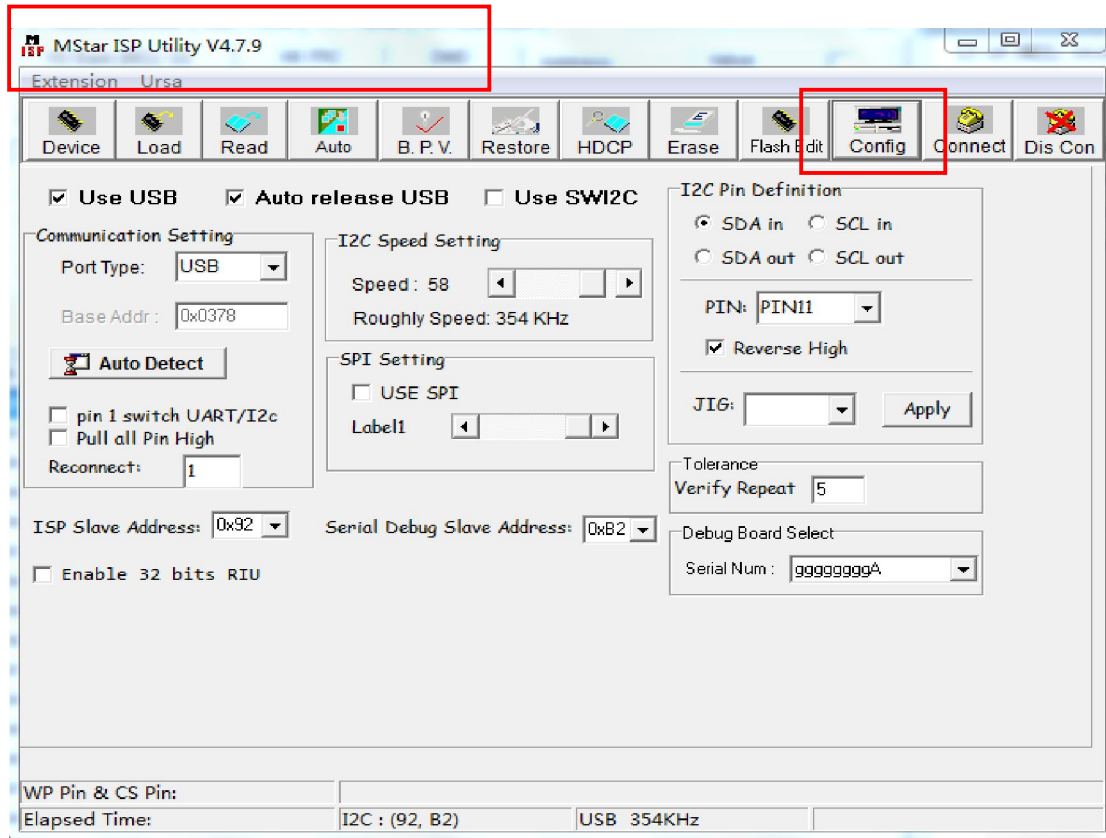 MStar ISP Utility V4.7.9
Extension Ursa
Device Load Read Auto B. P. V. Restore HDCP Erase Flash Edit Config Connect Dis Con
Use USB Auto release USB Use SWI2C
Communication Setting
Port Type: USB
Base Addr : 0x0378
Auto Detect
pin 1 switch UART/I2c
Pull all Pin High
Reconnect: 1
I2C Speed Setting
Speed : 58
Roughly Speed: 354 KHz
SPI Setting
USE SPI
Label1
I2C Pin Definition
SDA in SCL in
SDA out SCL out
PIN: PIN11
Reverse High
JIG: Apply
Tolerance
Verify Repeat 5
ISP Slave Address: 0x92 Serial Debug Slave Address: 0xB2
Debug Board Select
Serial Num : ggggggggA
Enable 32 bits RIU
WP Pin & CS Pin:
Elapsed Time: I2C : (92, B2) USB 354KHz